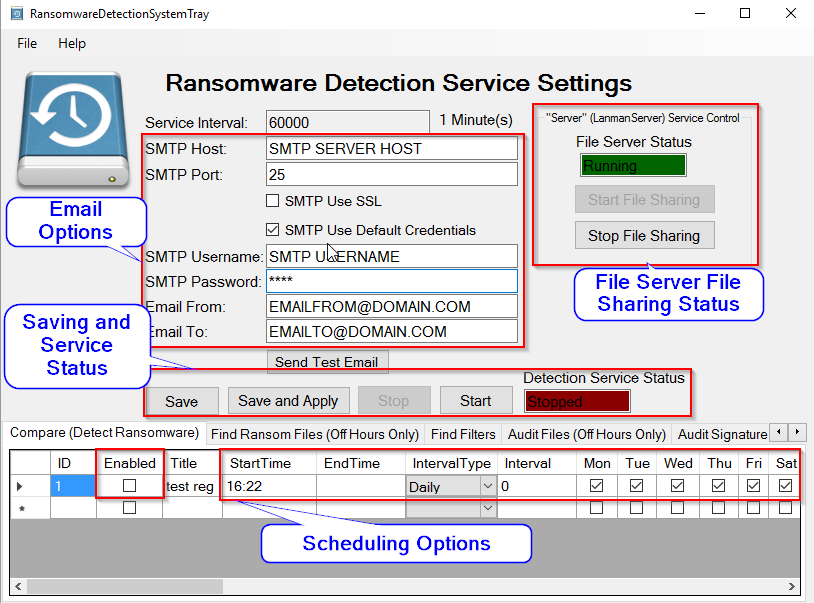 RansomwareDetectionSystemTray
File Help
Ransomware Detection Service Settings
Service Interval: 60000 1 Minute(s)
SMTP Host: SMTP SERVER HOST
SMTP Port: 25
SMTP Use SSL
SMTP Use Default Credentials
SMTP Username: SMTP USERNAME
SMTP Password: ****
Email From: EMAILFROM@DOMAIN.COM
Email To: EMAILTO@DOMAIN.COM
Send Test Email
"Server" (LanmanServer) Service Control
File Server Status
Running
Start File Sharing
Stop File Sharing
Email
Options
File Server File
Sharing Status
Saving and
Service
Status
Detection Service Status
Save Save and Apply Stop Start Stopped
Compare (Detect Ransomware) Find Ransom Files (Off Hours Only) Find Filters Audit Files (Off Hours Only) Audit Signature
ID Enabled Title StartTime EndTime IntervalType Interval Mon Tue Wed Thu Fri Sat
1 test reg 16:22 Daily 0
*
Scheduling Options